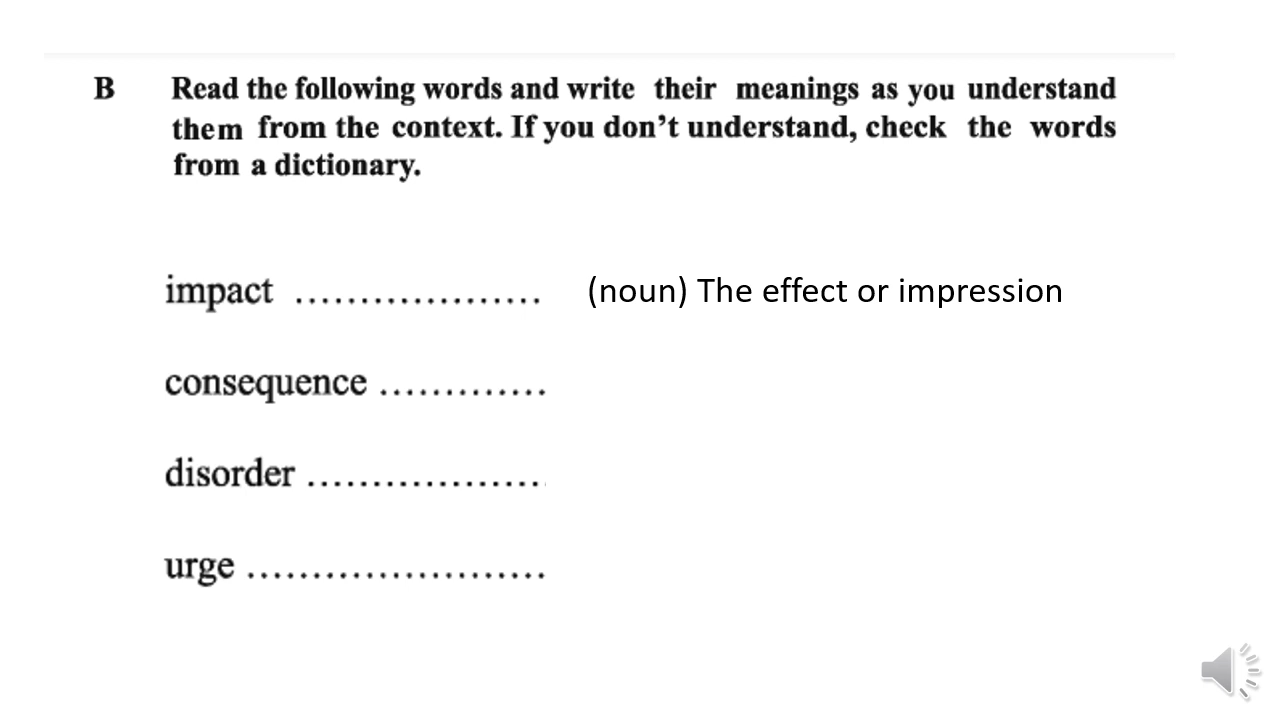 B Read the following words and write their meanings as you understand
them from the context. If you don't understand, check the words
from a dictionary.
impact ................... (noun) The effect or impression
consequence .............
disorder ..................
urge .......................